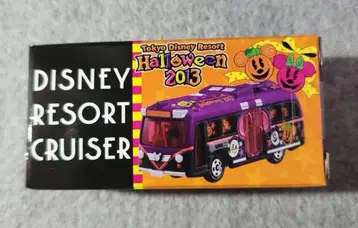 DISNEY
RESORT
CRUISER
Tokyo Disney Resort
Halloween
2013